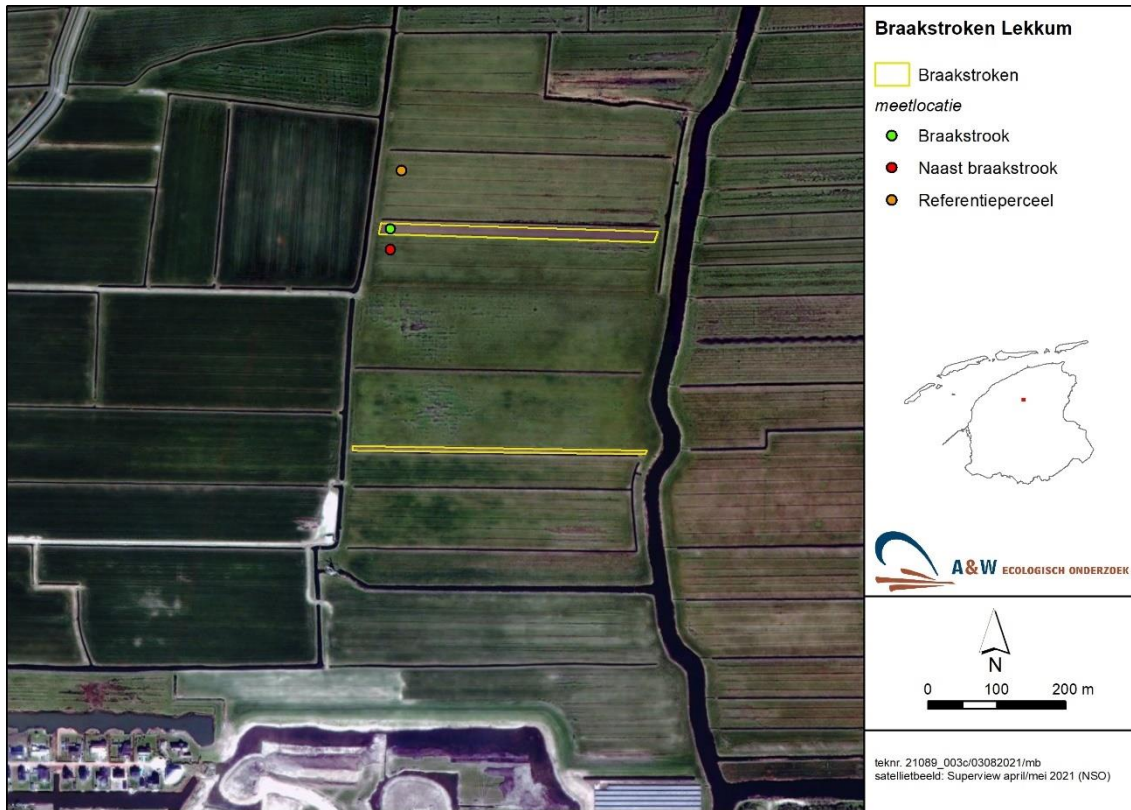 Braakstroken Lekkum
Braakstroken
meetlocatie
Braakstrook
Naast braakstrook
Referentieperceel
A&W ECOLOGISCH ONDERZOEK
N
0 100 200 m
teknr. 21089_003c/03082021/mb
satellietbeeld: Superview april/mei 2021 (NSO)